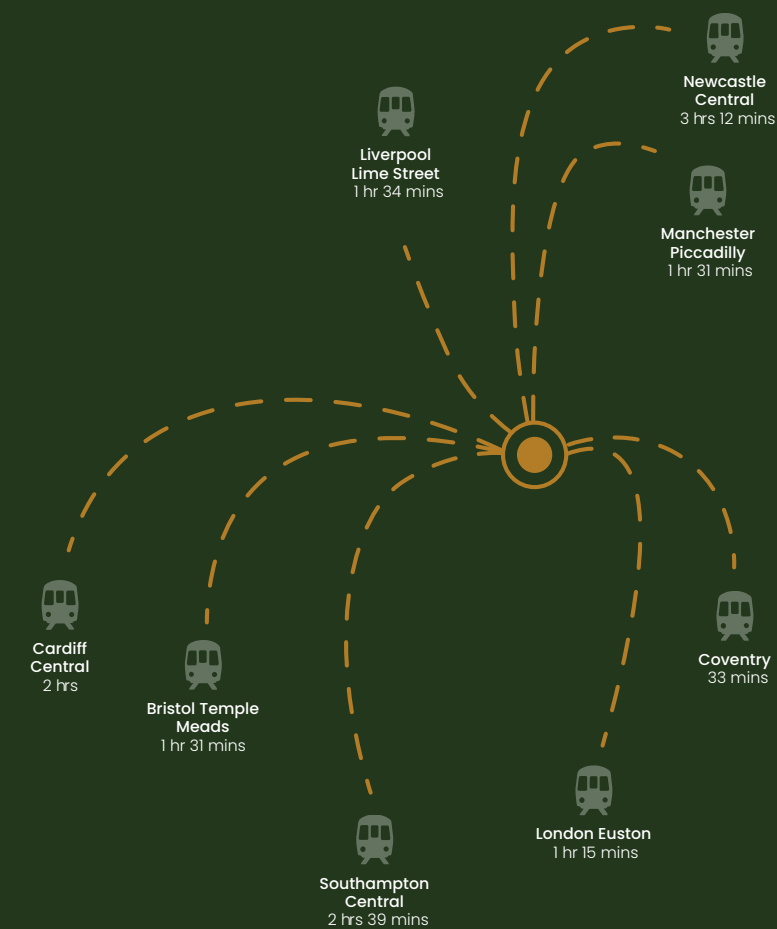 Newcastle
Central
3 hrs 12 mins
Liverpool
Lime Street
1 hr 34 mins
Manchester
Piccadilly
1 hr 31 mins
Cardiff
Central
2 hrs
Bristol Temple
Meads
1 hr 31 mins
Coventry
33 mins
London Euston
1 hr 15 mins
Southampton
Central
2 hrs 39 mins